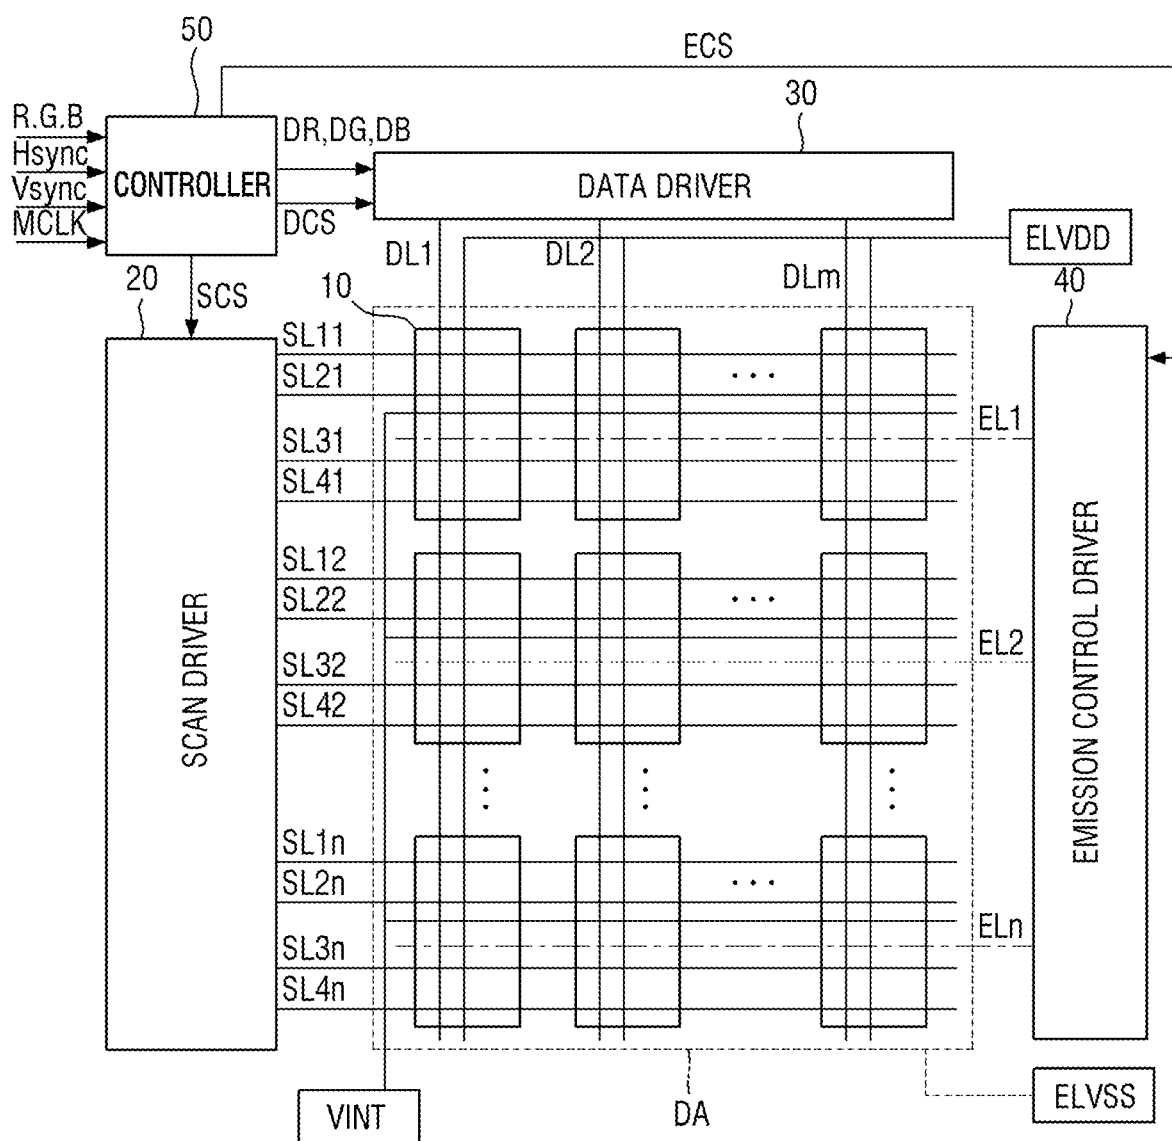 50
ECS
R.G.B
Hsync
Vsync
MCLK
CONTROLLER
DR,DG,DB
DCS
30
DATA DRIVER
DL1
DL2
DLm
ELVDD
20
SCS
10
40
SL11
SL21
SL31
SL41
EL1
SL12
SL22
SL32
SL42
EL2
SCAN DRIVER
EMISSION CONTROL DRIVER
SL1n
SL2n
SL3n
SL4n
ELn
VINT
DA
ELVSS